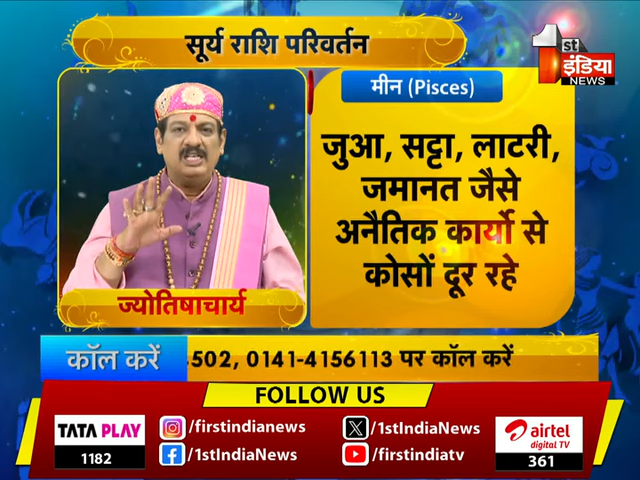 सूर्य राशि परिवर्तन
1st
इंडिया
NEWS
मीन (Pisces)
जुआ, सट्टा, लाटरी,
जमानत जैसे
अनैतिक कार्यो से
कोसों दूर रहे
ज्योतिषाचार्य
कॉल करें
502, 0141-4156113 पर कॉल करें
FOLLOW US
TATA PLAY
1182
/firstindianews
/1stIndiaNews
/1stIndiaNews
/firstindiatv
airtel
digital TV
361